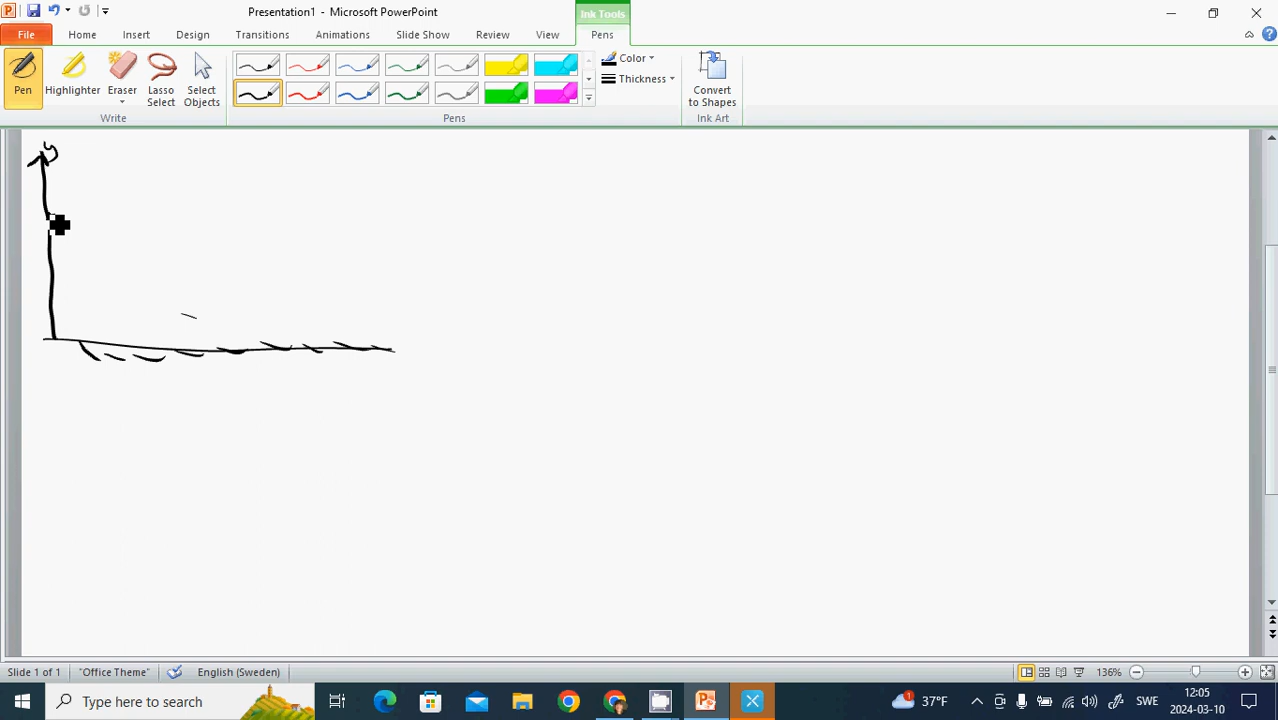 Presentation1 - Microsoft PowerPoint
Ink Tools
File Home Insert Design Transitions Animations Slide Show Review View Pens
Pen
Highlighter
Eraser
Lasso Select
Select Objects
Color
Thickness
Convert to Shapes
Write
Pens
Ink Art
y
Slide 1 of 1
"Office Theme"
English (Sweden)
136%
Type here to search
1
37°F
SWE
12:05
2024-03-10